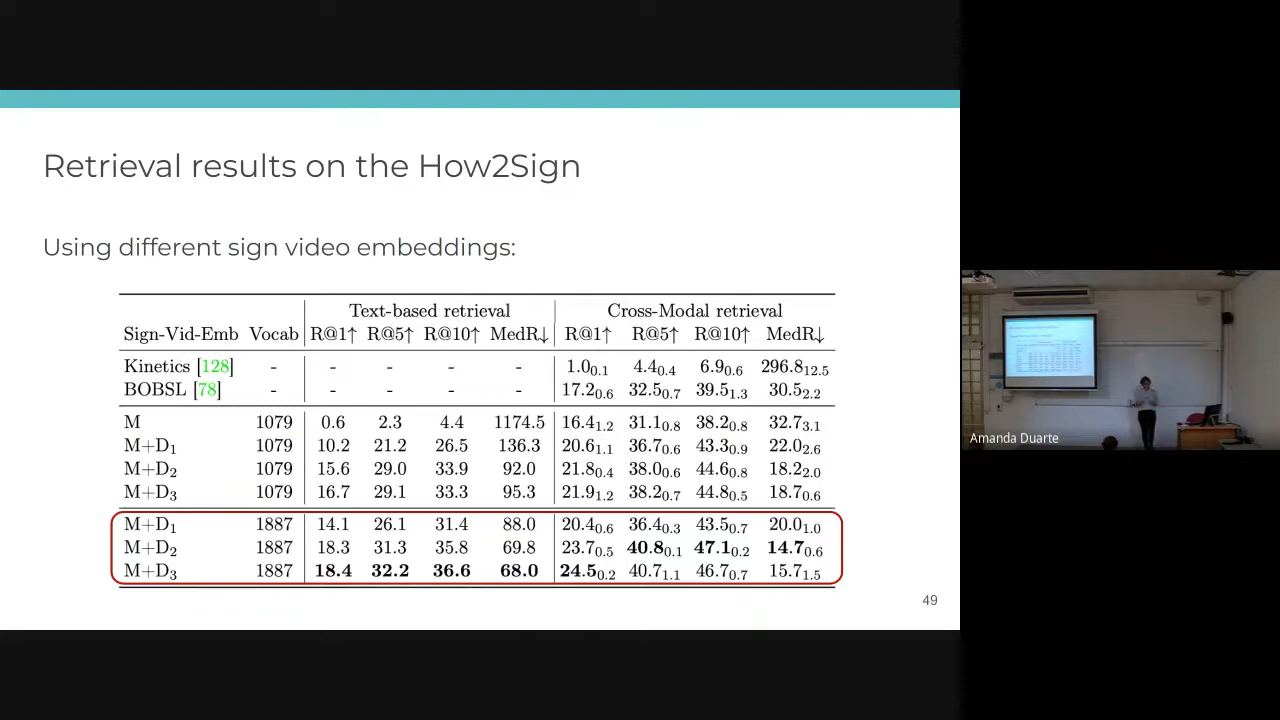 Retrieval results on the How2Sign
Using different sign video embeddings:
Text-based retrieval Cross-Modal retrieval
Sign-Vid-Emb Vocab R@1↑ R@5↑ R@10↑ MedR↓ R@1↑ R@5↑ R@10↑ MedR↓
Kinetics [128] - - - - - 1.0₀.₁ 4.4₀.₄ 6.9₀.₆ 296.8₁₂.₅
BOBSL [78] - - - - - 17.2₀.₆ 32.5₀.₇ 39.5₁.₃ 30.5₂.₂
M 1079 0.6 2.3 4.4 1174.5 16.4₁.₂ 31.1₀.₈ 38.2₀.₈ 32.7₃.₁
M+D₁ 1079 10.2 21.2 26.5 136.3 20.6₁.₁ 36.7₀.₆ 43.3₀.₉ 22.0₂.₆
M+D₂ 1079 15.6 29.0 33.9 92.0 21.8₀.₄ 38.0₀.₆ 44.6₀.₈ 18.2₂.₀
M+D₃ 1079 16.7 29.1 33.3 95.3 21.9₁.₂ 38.2₀.₇ 44.8₀.₅ 18.7₀.₆
M+D₁ 1887 14.1 26.1 31.4 88.0 20.4₀.₆ 36.4₀.₃ 43.5₀.₇ 20.0₁.₀
M+D₂ 1887 18.3 31.3 35.8 69.8 23.7₀.₅ 40.8₀.₁ 47.1₀.₂ 14.7₀.₆
M+D₃ 1887 18.4 32.2 36.6 68.0 24.5₀.₂ 40.7₁.₁ 46.7₀.₇ 15.7₁.₅
49
Amanda Duarte